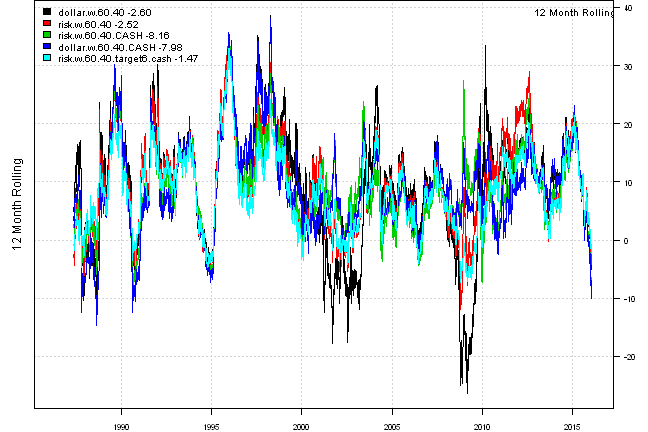 12 Month Rolling
dollar.w.60.40 -2.60
risk.w.60.40 -2.52
risk.w.60.40.CASH -8.16
dollar.w.60.40.CASH -7.98
risk.w.60.40.target6.cash -1.47
12 Month Rolling
40
30
20
10
0
-10
-20
1990
1995
2000
2005
2010
2015